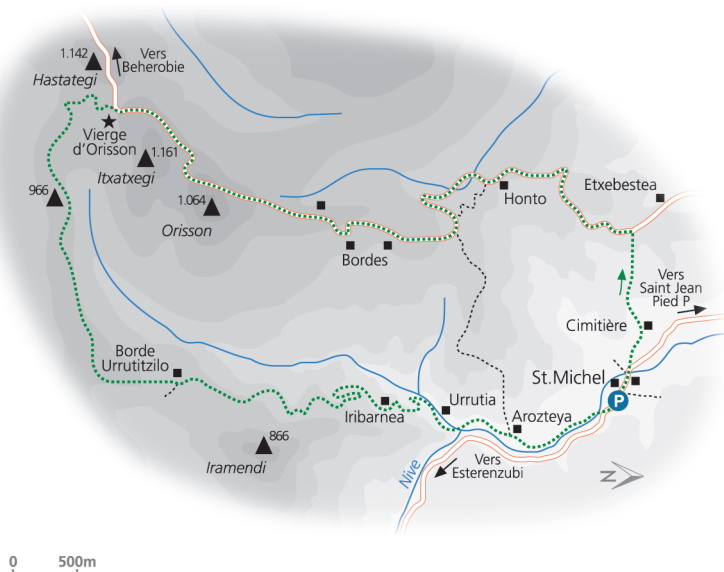 1.142
Hastategi
Vers
Beherobie
Vierge
d'Orisson
1.161
Itxatxegi
966
1.064
Orisson
Bordes
Honto
Etxebestea
Vers
Saint Jean
Pied P
Cimitière
St.Michel
P
Borde
Urrutitzilo
Iribarnea
Urrutia
Arozteya
866
Iramendi
Nive
Vers
Esterenzubi
N
0 500m